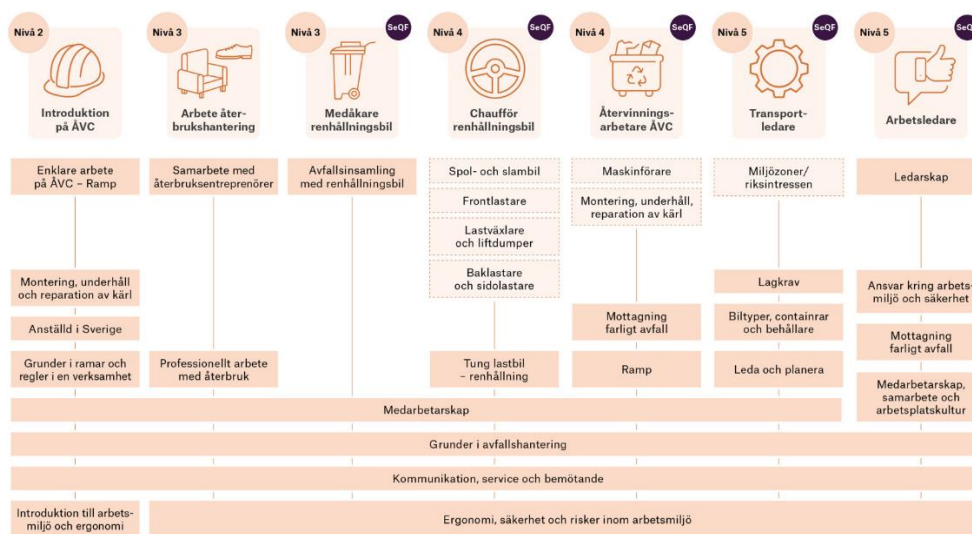 Nivå 2
Introduktion
på ÅVC
Nivå 3
Arbete åter-
brukshantering
Nivå 3
SeQF
Medåkare
renhållningsbil
Nivå 4
SeQF
Chaufför
renhållningsbil
Nivå 4
SeQF
Återvinnings-
arbetare ÅVC
Nivå 5
SeQF
Transport-
ledare
Nivå 5
SeQF
Arbetsledare
Enklare arbete
på ÅVC – Ramp
Samarbete med
återbruksentreprenörer
Avfallsinsamling
med renhållningsbil
Spol- och slambil
Frontlastare
Lastväxlare
och liftdumper
Baklastare
och sidolastare
Maskinförare
Montering, underhåll,
reparation av kärl
Miljözoner/
riksintressen
Ledarskap
Montering, underhåll
och reparation av kärl
Anställd i Sverige
Grunder i ramar och
regler i en verksamhet
Professionellt arbete
med återbruk
Tung lastbil
– renhållning
Mottagning
farligt avfall
Ramp
Lagkrav
Biltyper, containrar
och behållare
Leda och planera
Ansvar kring arbets-
miljö och säkerhet
Mottagning
farligt avfall
Medarbetarskap,
samarbete och
arbetsplatskultur
Medarbetarskap
Grunder i avfallshantering
Kommunikation, service och bemötande
Introduktion till arbets-
miljö och ergonomi
Ergonomi, säkerhet och risker inom arbetsmiljö